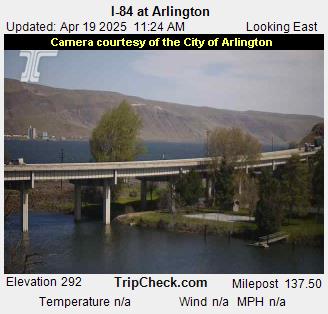 I-84 at Arlington
Updated: Apr 19 2025 11:24 AM Looking East
Camera courtesy of the City of Arlington
Elevation 292 TripCheck.com Milepost 137.50
Temperature n/a Wind n/a MPH n/a